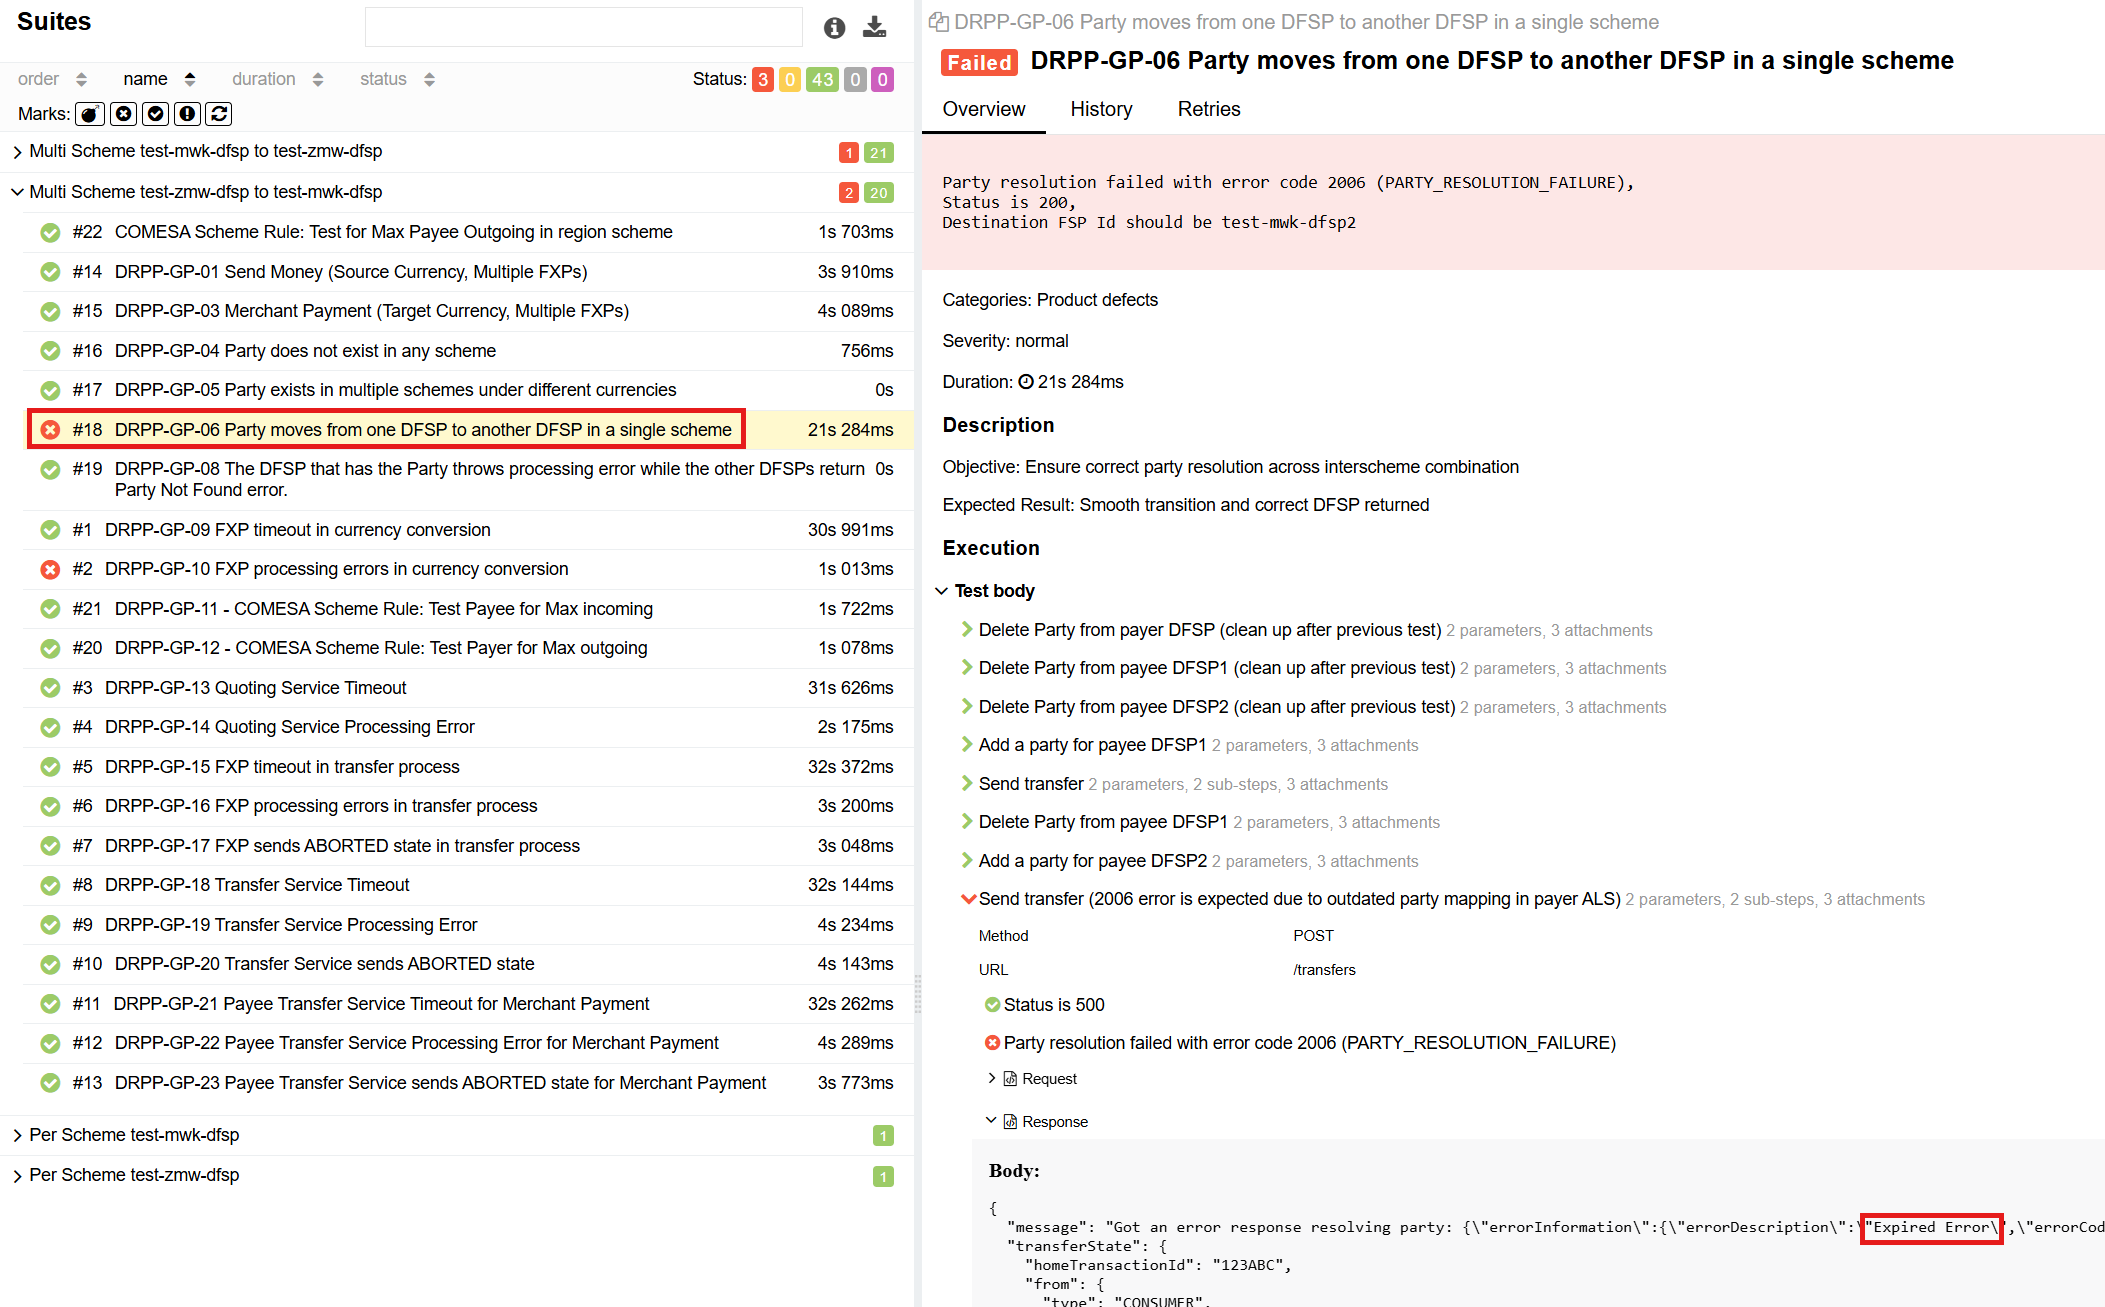 Suites
order name duration status
Status: 3 0 43 0 0
Marks:
Multi Scheme test-mwk-dfsp to test-zmw-dfsp 1 21
Multi Scheme test-zmw-dfsp to test-mwk-dfsp 2 20
#22 COMESA Scheme Rule: Test for Max Payee Outgoing in region scheme 1s 703ms
#14 DRPP-GP-01 Send Money (Source Currency, Multiple FXPs) 3s 910ms
#15 DRPP-GP-03 Merchant Payment (Target Currency, Multiple FXPs) 4s 089ms
#16 DRPP-GP-04 Party does not exist in any scheme 756ms
#17 DRPP-GP-05 Party exists in multiple schemes under different currencies 0s
#18 DRPP-GP-06 Party moves from one DFSP to another DFSP in a single scheme 21s 284ms
#19 DRPP-GP-08 The DFSP that has the Party throws processing error while the other DFSPs return 0s
Party Not Found error.
#1 DRPP-GP-09 FXP timeout in currency conversion 30s 991ms
#2 DRPP-GP-10 FXP processing errors in currency conversion 1s 013ms
#21 DRPP-GP-11 - COMESA Scheme Rule: Test Payee for Max incoming 1s 722ms
#20 DRPP-GP-12 - COMESA Scheme Rule: Test Payer for Max outgoing 1s 078ms
#3 DRPP-GP-13 Quoting Service Timeout 31s 626ms
#4 DRPP-GP-14 Quoting Service Processing Error 2s 175ms
#5 DRPP-GP-15 FXP timeout in transfer process 32s 372ms
#6 DRPP-GP-16 FXP processing errors in transfer process 3s 200ms
#7 DRPP-GP-17 FXP sends ABORTED state in transfer process 3s 048ms
#8 DRPP-GP-18 Transfer Service Timeout 32s 144ms
#9 DRPP-GP-19 Transfer Service Processing Error 4s 234ms
#10 DRPP-GP-20 Transfer Service sends ABORTED state 4s 143ms
#11 DRPP-GP-21 Payee Transfer Service Timeout for Merchant Payment 32s 262ms
#12 DRPP-GP-22 Payee Transfer Service Processing Error for Merchant Payment 4s 289ms
#13 DRPP-GP-23 Payee Transfer Service sends ABORTED state for Merchant Payment 3s 773ms
Per Scheme test-mwk-dfsp 1
Per Scheme test-zmw-dfsp 1
DRPP-GP-06 Party moves from one DFSP to another DFSP in a single scheme
Failed DRPP-GP-06 Party moves from one DFSP to another DFSP in a single scheme
Overview History Retries
Party resolution failed with error code 2006 (PARTY_RESOLUTION_FAILURE),
Status is 200,
Destination FSP Id should be test-mwk-dfsp2
Categories: Product defects
Severity: normal
Duration: 21s 284ms
Description
Objective: Ensure correct party resolution across interscheme combination
Expected Result: Smooth transition and correct DFSP returned
Execution
Test body
Delete Party from payer DFSP (clean up after previous test) 2 parameters, 3 attachments
Delete Party from payee DFSP1 (clean up after previous test) 2 parameters, 3 attachments
Delete Party from payee DFSP2 (clean up after previous test) 2 parameters, 3 attachments
Add a party for payee DFSP1 2 parameters, 3 attachments
Send transfer 2 parameters, 2 sub-steps, 3 attachments
Delete Party from payee DFSP1 2 parameters, 3 attachments
Add a party for payee DFSP2 2 parameters, 3 attachments
Send transfer (2006 error is expected due to outdated party mapping in payer ALS) 2 parameters, 2 sub-steps, 3 attachments
Method POST
URL /transfers
Status is 500
Party resolution failed with error code 2006 (PARTY_RESOLUTION_FAILURE)
Request
Response
Body:
{
"message": "Got an error response resolving party: {\"errorInformation\":{\"errorDescription\":\"Expired Error\",\"errorCod
"transferState": {
"homeTransactionId": "123ABC",
"from": {
"type": "CONSUMER",